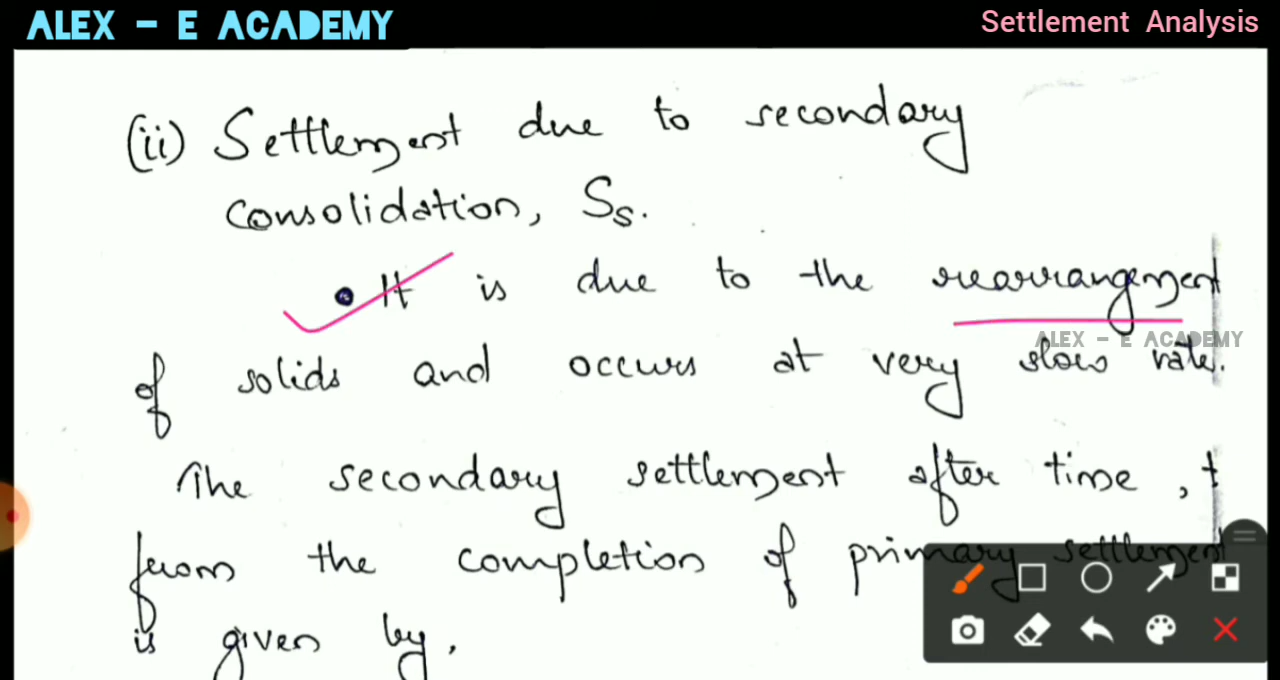 ALEX - E ACADEMY
Settlement Analysis
(ii) Settlement due to secondary
consolidation, Ss.
• It is due to the rearrangement
ALEX - E ACADEMY
of solids and occurs at very slow rate.
The secondary settlement after time, t
from the completion of primary settlement
is given by,